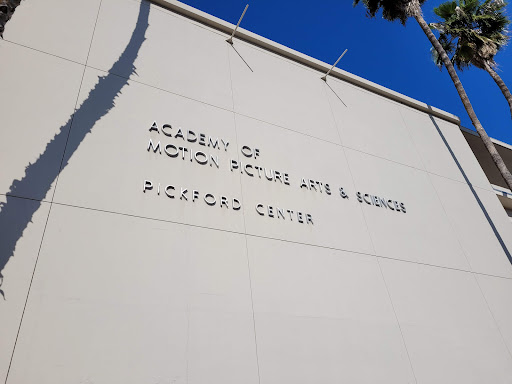 ACADEMY OF
MOTION PICTURE ARTS & SCIENCES
PICKFORD CENTER